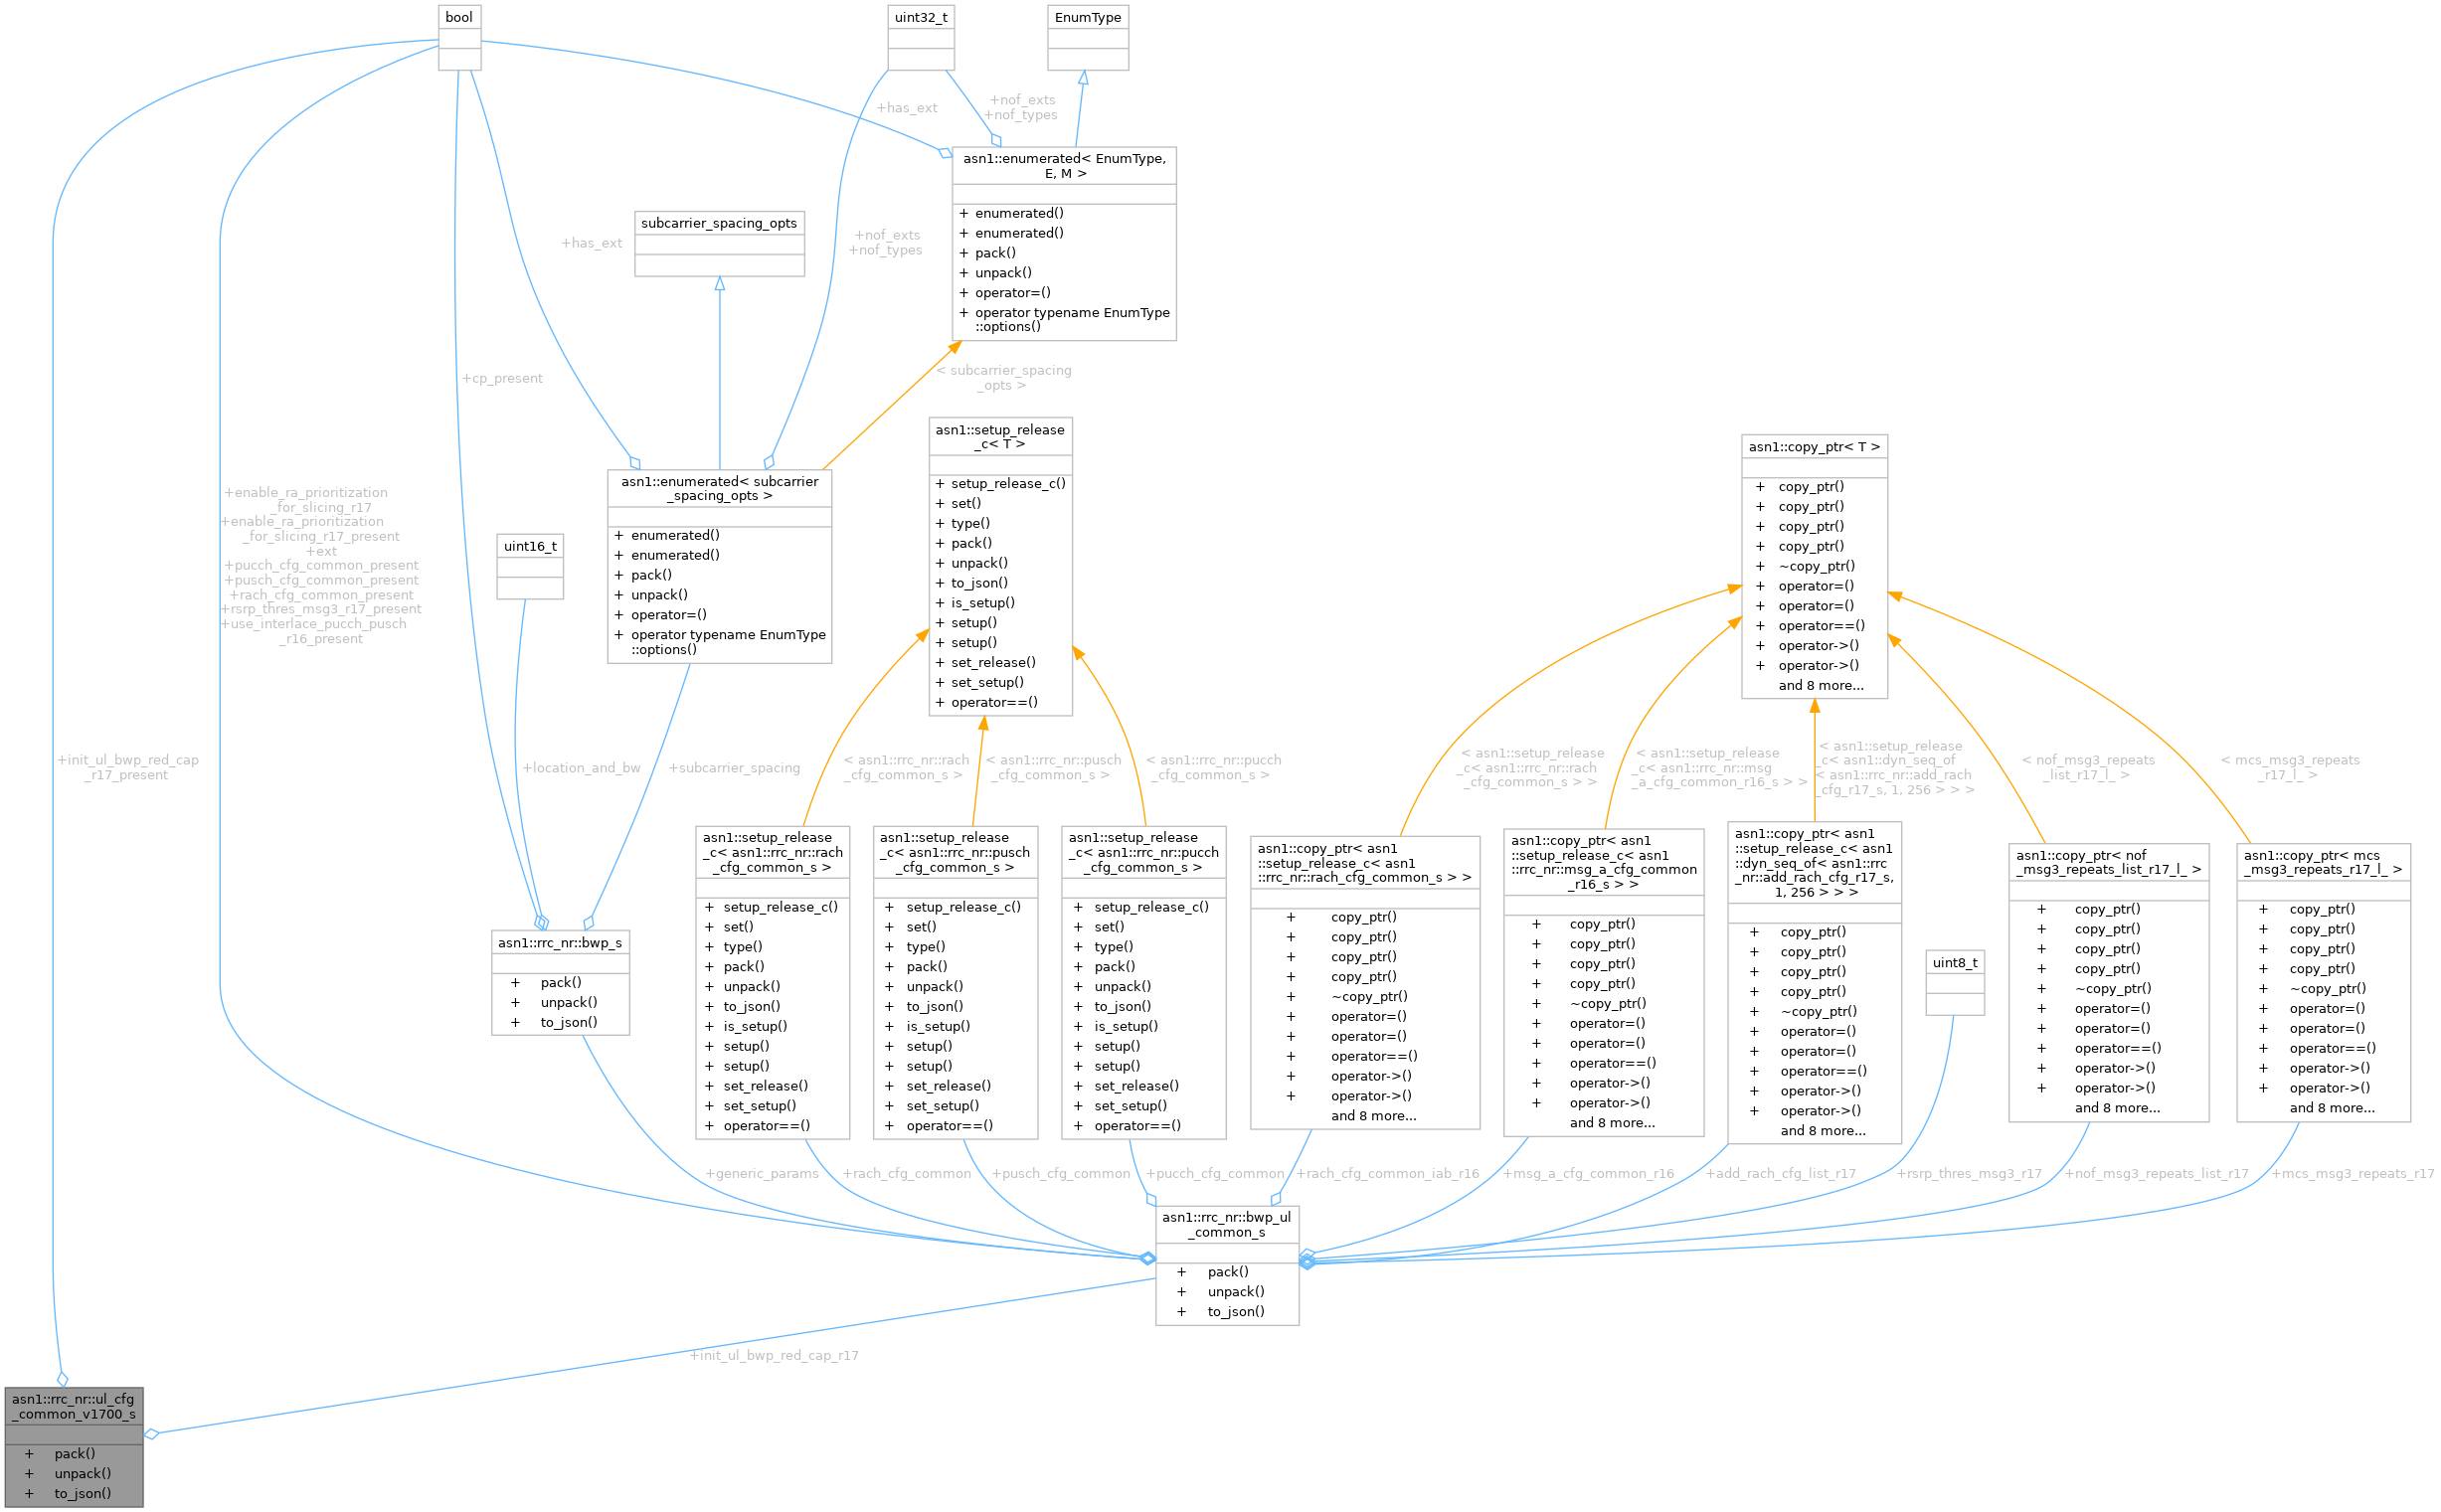 bool
uint32_t
EnumType
+has_ext
+nof_exts
+nof_types
asn1::enumerated< EnumType,
E, M >
+ enumerated()
+ enumerated()
+ pack()
+ unpack()
+ operator=()
+ operator typename EnumType
::options()
subcarrier_spacing_opts
+has_ext
+nof_exts
+nof_types
+cp_present
< subcarrier_spacing
_opts >
asn1::enumerated< subcarrier
_spacing_opts >
+ enumerated()
+ enumerated()
+ pack()
+ unpack()
+ operator=()
+ operator typename EnumType
::options()
asn1::setup_release
_c< T >
+ setup_release_c()
+ set()
+ type()
+ pack()
+ unpack()
+ to_json()
+ is_setup()
+ setup()
+ setup()
+ set_release()
+ set_setup()
+ operator==()
asn1::copy_ptr< T >
+ copy_ptr()
+ copy_ptr()
+ copy_ptr()
+ copy_ptr()
+ ~copy_ptr()
+ operator=()
+ operator=()
+ operator==()
+ operator->()
+ operator->()
and 8 more...
+enable_ra_prioritization
_for_slicing_r17
+enable_ra_prioritization
_for_slicing_r17_present
+ext
+pucch_cfg_common_present
+pusch_cfg_common_present
+rach_cfg_common_present
+rsrp_thres_msg3_r17_present
+use_interlace_pucch_pusch
_r16_present
uint16_t
+init_ul_bwp_red_cap
_r17_present
+location_and_bw
+subcarrier_spacing
< asn1::rrc_nr::rach
_cfg_common_s >
< asn1::rrc_nr::pusch
_cfg_common_s >
< asn1::rrc_nr::pucch
_cfg_common_s >
< asn1::setup_release
_c< asn1::rrc_nr::rach
_cfg_common_s > >
< asn1::setup_release
_c< asn1::rrc_nr::msg
_a_cfg_common_r16_s > >
< asn1::setup_release
_c< asn1::dyn_seq_of
< asn1::rrc_nr::add_rach
_cfg_r17_s, 1, 256 > > >
< nof_msg3_repeats
_list_r17_l_ >
< mcs_msg3_repeats
_r17_l_ >
asn1::rrc_nr::bwp_s
+ pack()
+ unpack()
+ to_json()
asn1::setup_release
_c< asn1::rrc_nr::rach
_cfg_common_s >
+ setup_release_c()
+ set()
+ type()
+ pack()
+ unpack()
+ to_json()
+ is_setup()
+ setup()
+ setup()
+ set_release()
+ set_setup()
+ operator==()
asn1::setup_release
_c< asn1::rrc_nr::pusch
_cfg_common_s >
+ setup_release_c()
+ set()
+ type()
+ pack()
+ unpack()
+ to_json()
+ is_setup()
+ setup()
+ setup()
+ set_release()
+ set_setup()
+ operator==()
asn1::setup_release
_c< asn1::rrc_nr::pucch
_cfg_common_s >
+ setup_release_c()
+ set()
+ type()
+ pack()
+ unpack()
+ to_json()
+ is_setup()
+ setup()
+ setup()
+ set_release()
+ set_setup()
+ operator==()
asn1::copy_ptr< asn1
::setup_release_c< asn1
::rrc_nr::rach_cfg_common_s > >
+ copy_ptr()
+ copy_ptr()
+ copy_ptr()
+ copy_ptr()
+ ~copy_ptr()
+ operator=()
+ operator=()
+ operator==()
+ operator->()
+ operator->()
and 8 more...
asn1::copy_ptr< asn1
::setup_release_c< asn1
::rrc_nr::msg_a_cfg_common
_r16_s > >
+ copy_ptr()
+ copy_ptr()
+ copy_ptr()
+ copy_ptr()
+ ~copy_ptr()
+ operator=()
+ operator=()
+ operator==()
+ operator->()
+ operator->()
and 8 more...
asn1::copy_ptr< asn1
::setup_release_c< asn1
::dyn_seq_of< asn1::rrc
_nr::add_rach_cfg_r17_s,
1, 256 > > >
+ copy_ptr()
+ copy_ptr()
+ copy_ptr()
+ copy_ptr()
+ ~copy_ptr()
+ operator=()
+ operator=()
+ operator==()
+ operator->()
+ operator->()
and 8 more...
uint8_t
asn1::copy_ptr< nof
_msg3_repeats_list_r17_l_ >
+ copy_ptr()
+ copy_ptr()
+ copy_ptr()
+ copy_ptr()
+ ~copy_ptr()
+ operator=()
+ operator=()
+ operator==()
+ operator->()
+ operator->()
and 8 more...
asn1::copy_ptr< mcs
_msg3_repeats_r17_l_ >
+ copy_ptr()
+ copy_ptr()
+ copy_ptr()
+ copy_ptr()
+ ~copy_ptr()
+ operator=()
+ operator=()
+ operator==()
+ operator->()
+ operator->()
and 8 more...
+generic_params
+rach_cfg_common
+pusch_cfg_common
+pucch_cfg_common
+rach_cfg_common_iab_r16
+msg_a_cfg_common_r16
+add_rach_cfg_list_r17
+rsrp_thres_msg3_r17
+nof_msg3_repeats_list_r17
+mcs_msg3_repeats_r17
asn1::rrc_nr::bwp_ul
_common_s
+ pack()
+ unpack()
+ to_json()
+init_ul_bwp_red_cap_r17
asn1::rrc_nr::ul_cfg
_common_v1700_s
+ pack()
+ unpack()
+ to_json()